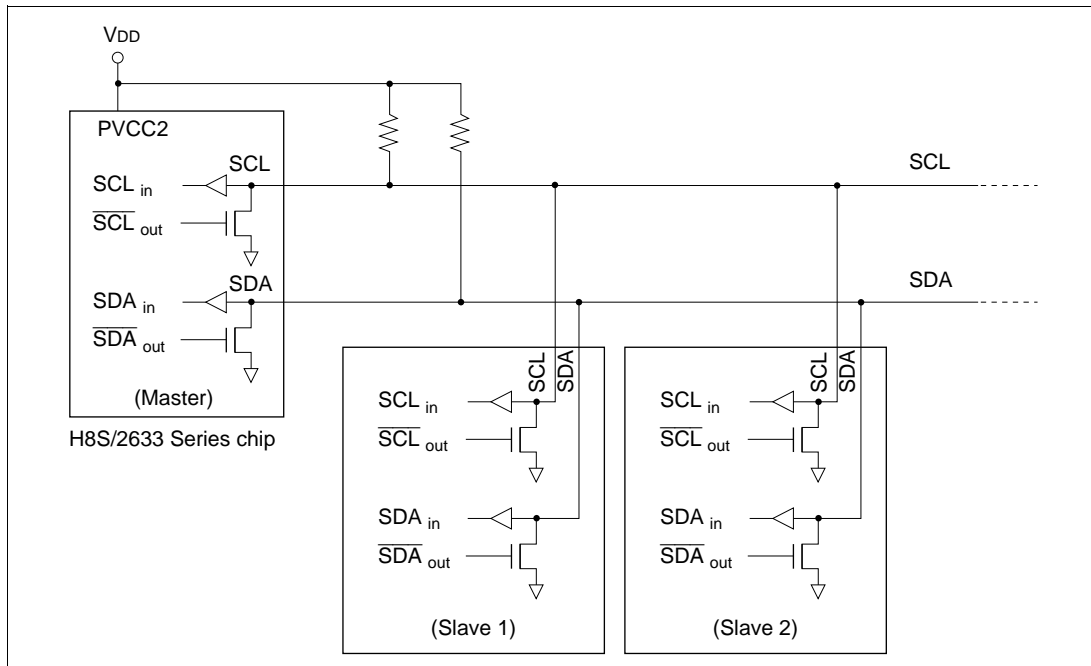 VDD
PVCC2
SCL
SCL in
SCL out
SDA
SDA in
SDA out
(Master)
H8S/2633 Series chip
SCL
SDA
SCL
SDA
SCL in
SCL out
SDA in
SDA out
(Slave 1)
SCL
SDA
SCL in
SCL out
SDA in
SDA out
(Slave 2)